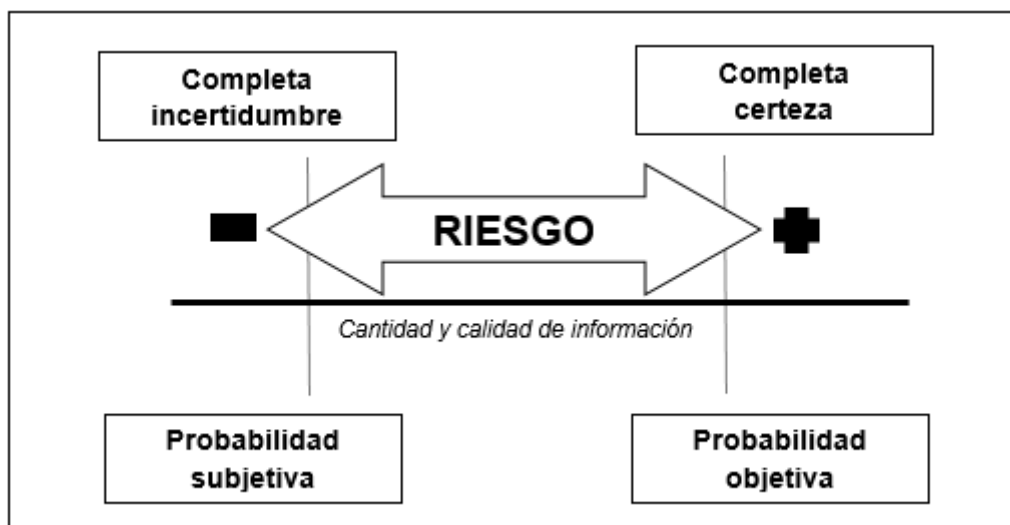 Completa
incertidumbre
Completa
certeza
RIESGO
Cantidad y calidad de información
Probabilidad
subjetiva
Probabilidad
objetiva